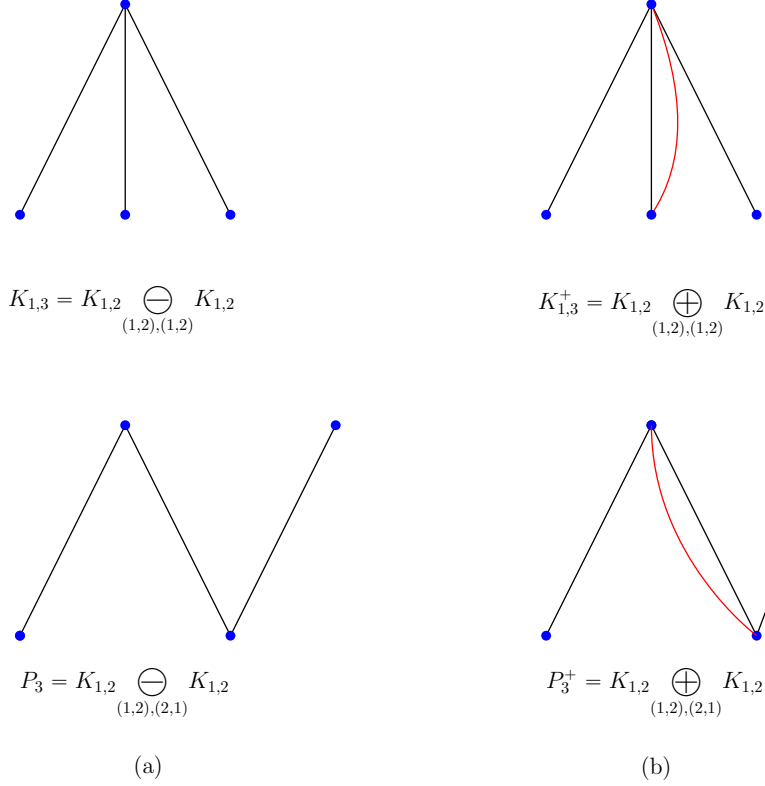 K_{1,3} = K_{1,2} ⊖_{(1,2),(1,2)} K_{1,2}
K_{1,3}^+ = K_{1,2} ⊕_{(1,2),(1,2)} K_{1,2}
P_3 = K_{1,2} ⊖_{(1,2),(2,1)} K_{1,2}
P_3^+ = K_{1,2} ⊕_{(1,2),(2,1)} K_{1,2}
(a)
(b)